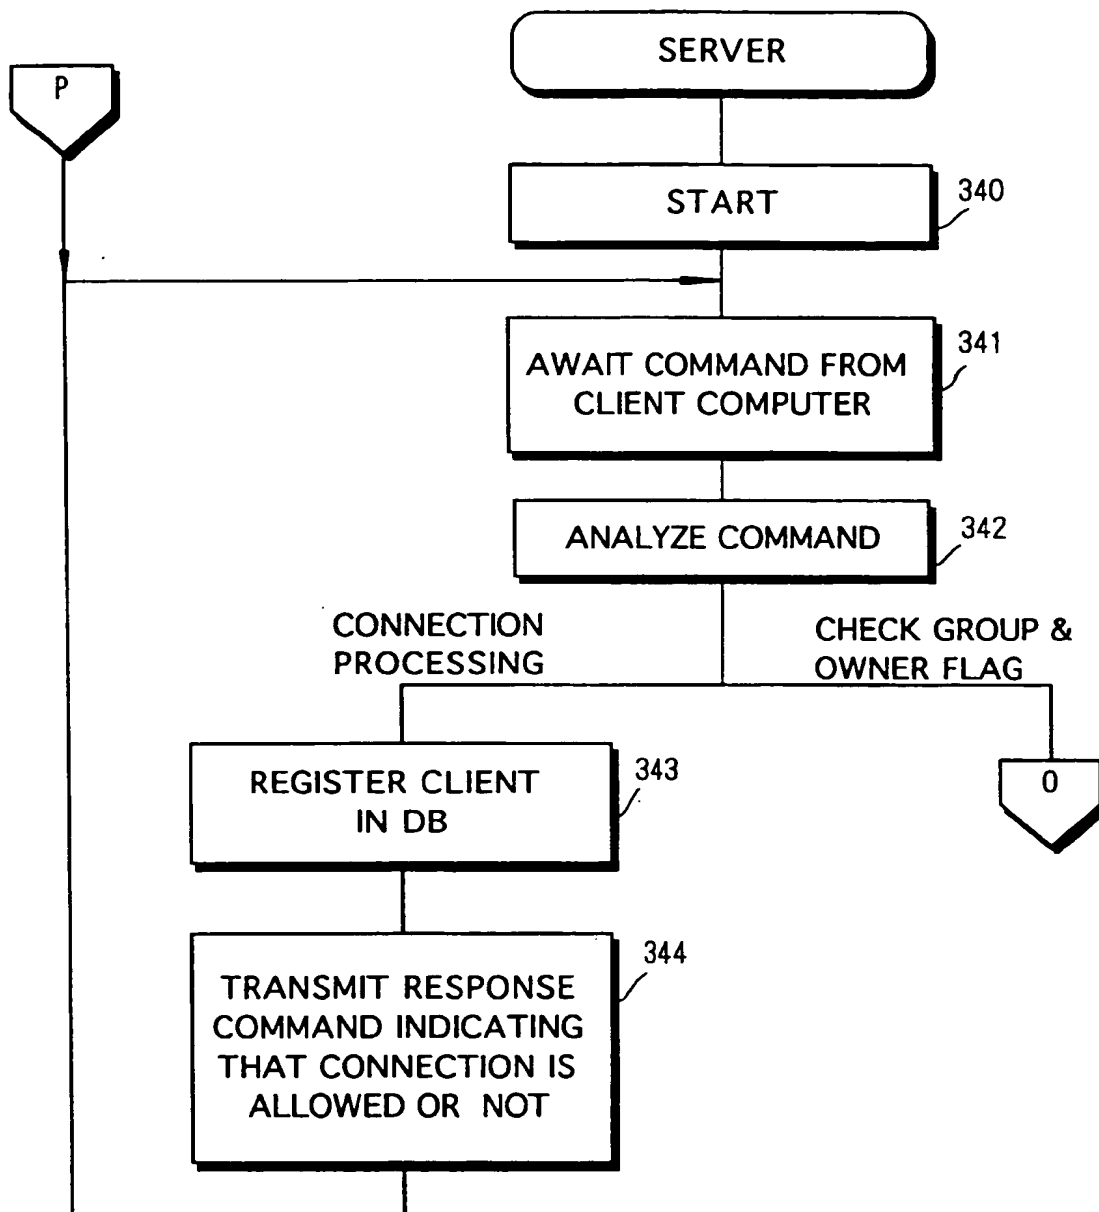 SERVER
P
START
340
AWAIT COMMAND FROM
CLIENT COMPUTER
341
ANALYZE COMMAND
342
CONNECTION
PROCESSING
CHECK GROUP &
OWNER FLAG
REGISTER CLIENT
IN DB
343
O
TRANSMIT RESPONSE
COMMAND INDICATING
THAT CONNECTION IS
ALLOWED OR NOT
344